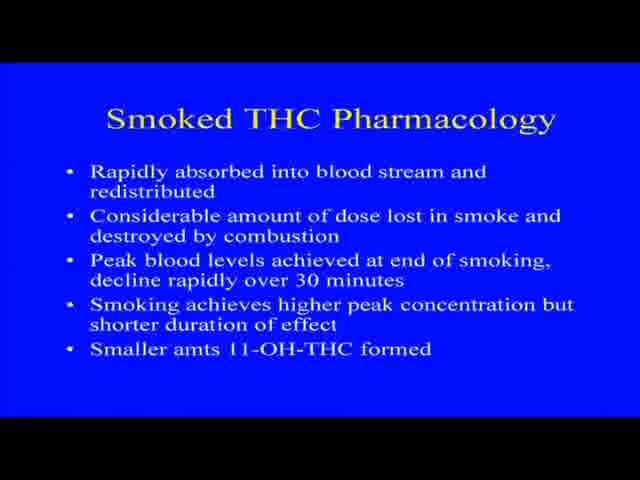 Smoked THC Pharmacology
• Rapidly absorbed into blood stream and
redistributed
• Considerable amount of dose lost in smoke and
destroyed by combustion
• Peak blood levels achieved at end of smoking,
decline rapidly over 30 minutes
• Smoking achieves higher peak concentration but
shorter duration of effect
• Smaller amts 11-OH-THC formed